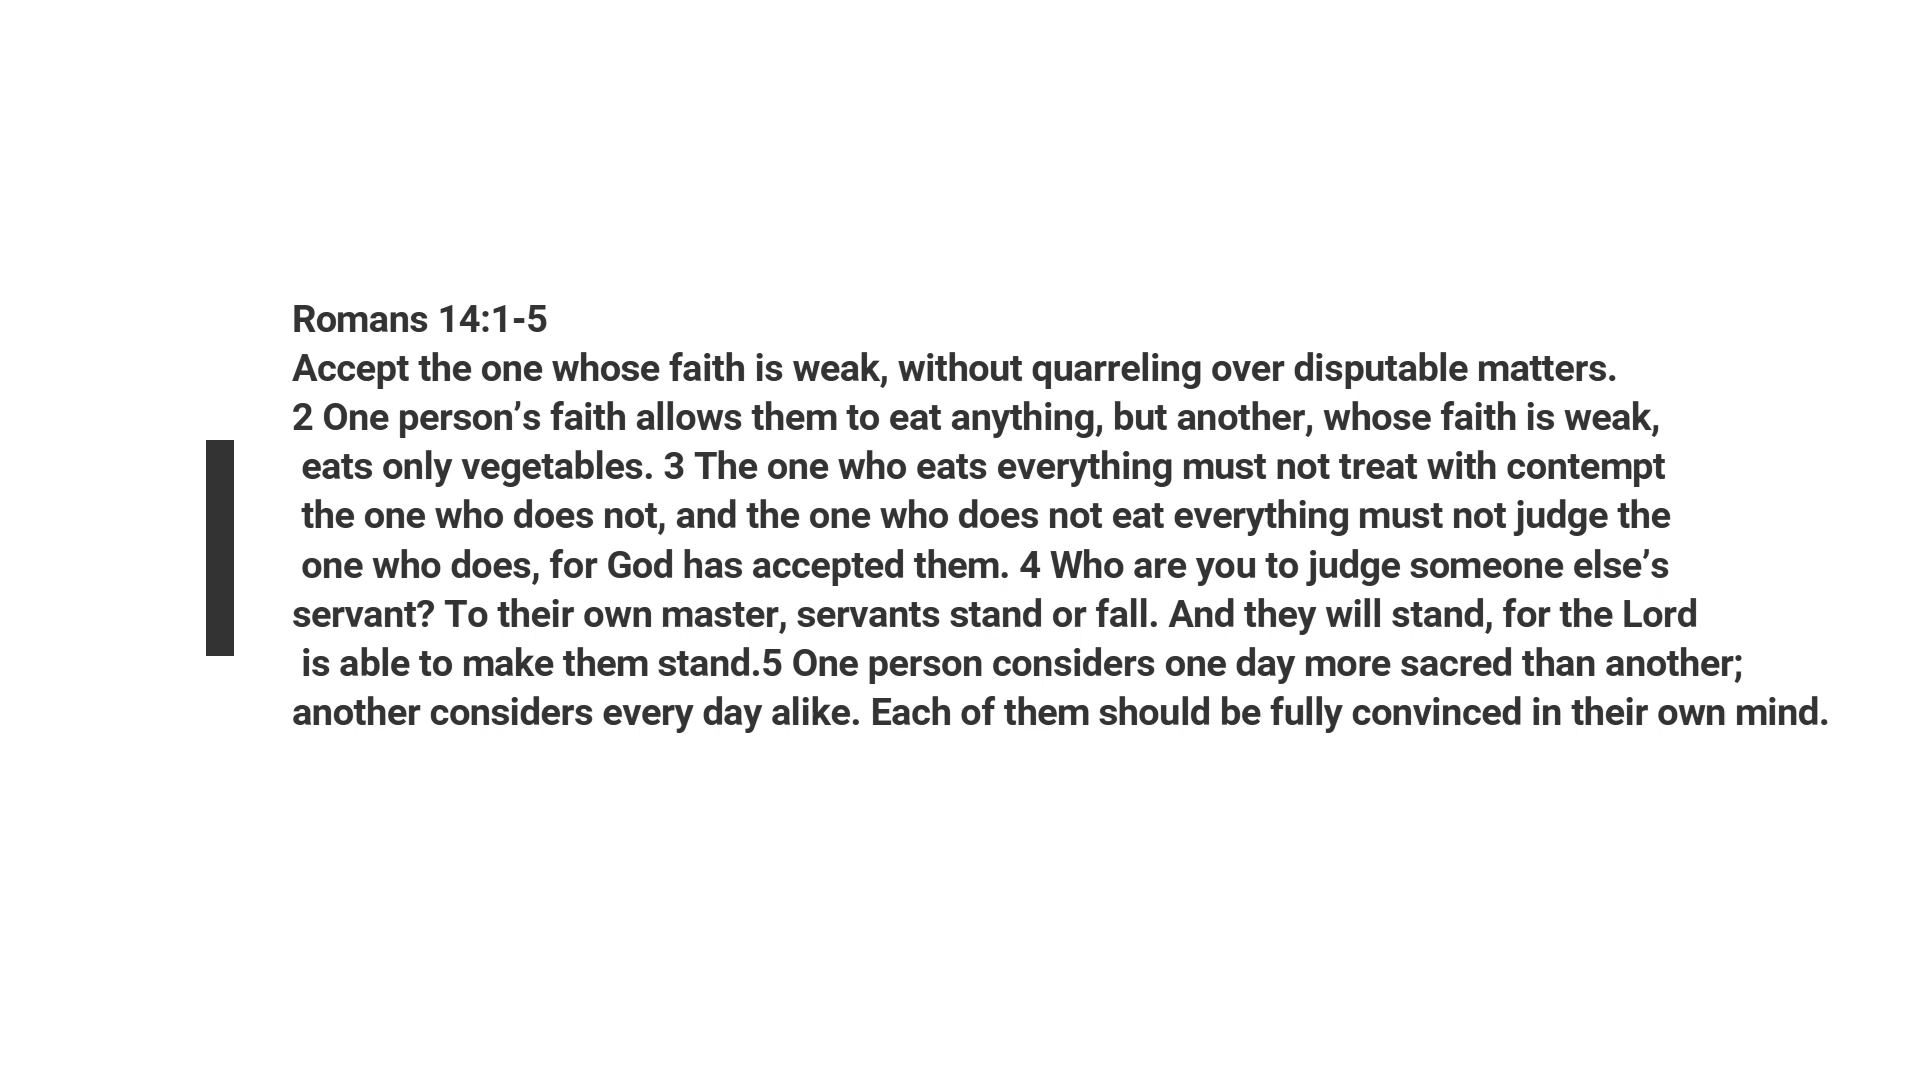 Romans 14:1-5
Accept the one whose faith is weak, without quarreling over disputable matters.
2 One person’s faith allows them to eat anything, but another, whose faith is weak,
eats only vegetables. 3 The one who eats everything must not treat with contempt
the one who does not, and the one who does not eat everything must not judge the
one who does, for God has accepted them. 4 Who are you to judge someone else’s
servant? To their own master, servants stand or fall. And they will stand, for the Lord
is able to make them stand.5 One person considers one day more sacred than another;
another considers every day alike. Each of them should be fully convinced in their own mind.